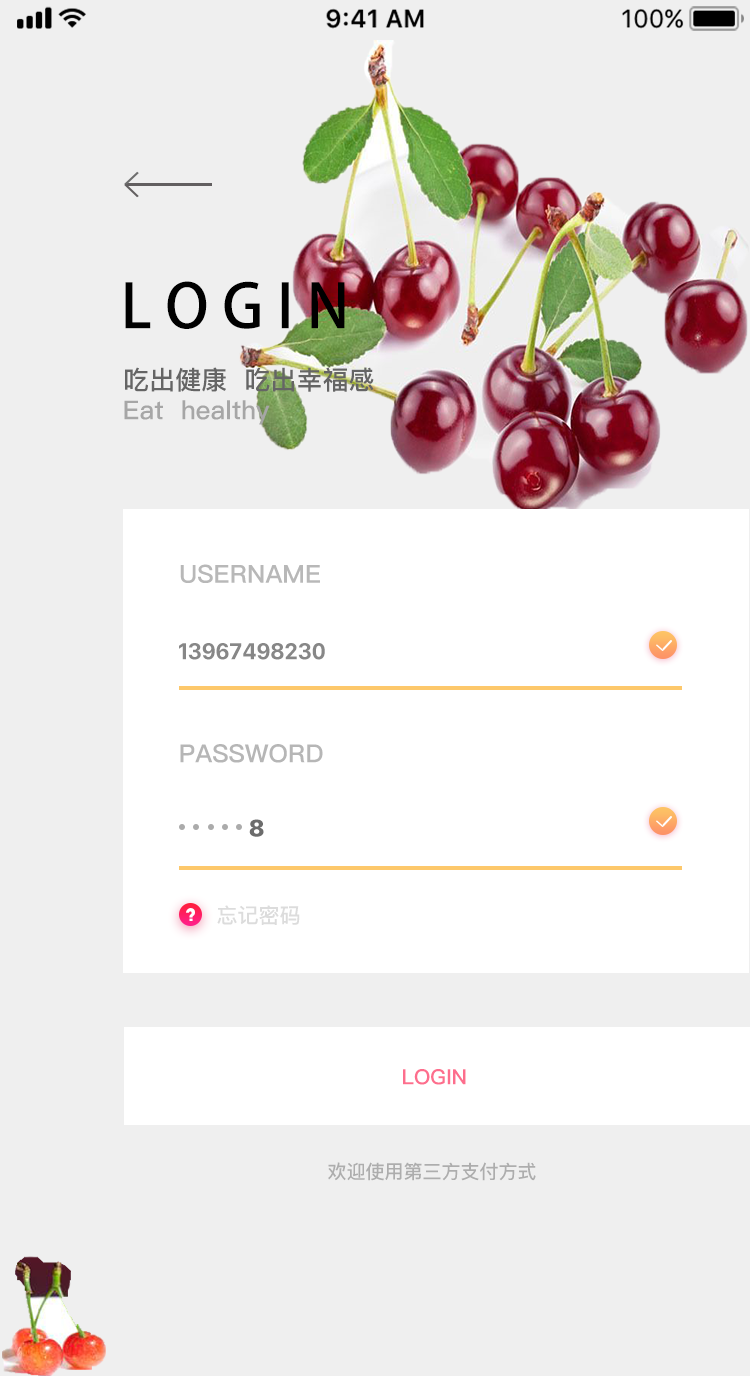 9:41 AM 100%
LOGIN
吃出健康 吃出幸福感
Eat healthy
USERNAME
13967498230
PASSWORD
•••••8
? 忘记密码
LOGIN
欢迎使用第三方支付方式